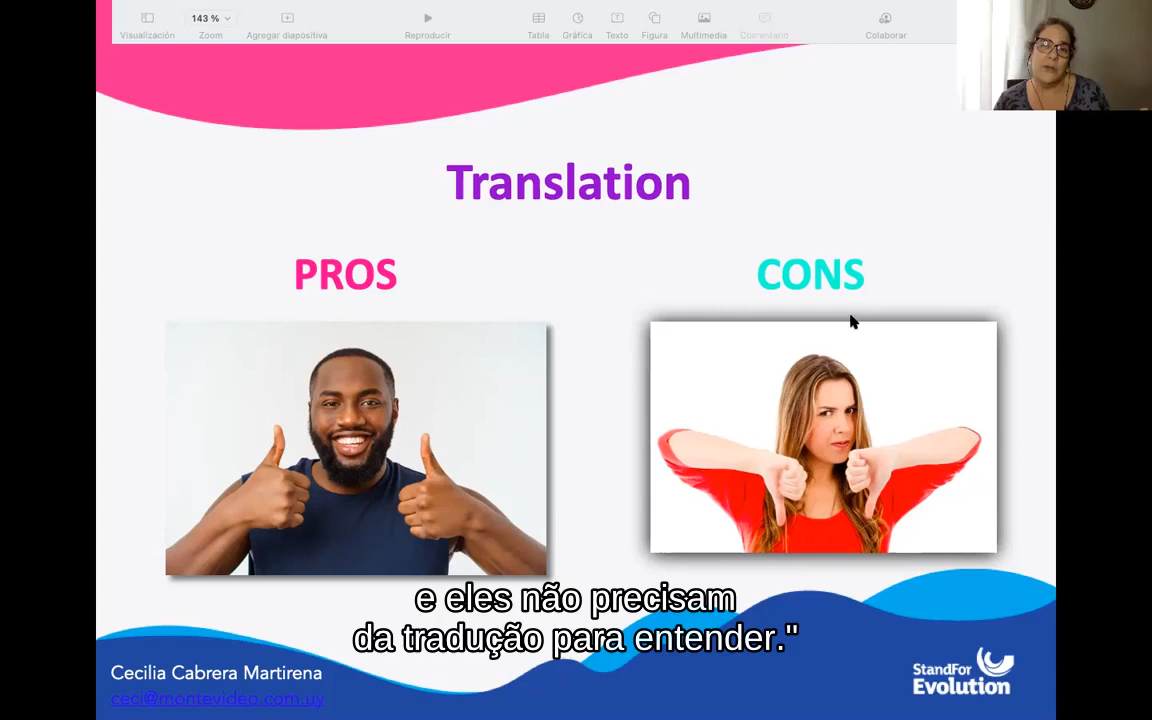 143 %
Visualización
Zoom
Agregar diapositiva
Reproducir
Tabla
Gráfica
Texto
Figura
Multimedia
Comentario
Colaborar
Translation
PROS
CONS
e eles não precisam
da tradução para entender."
Cecilia Cabrera Martirena
ceci@montevideo.com.uy
StandFor
Evolution